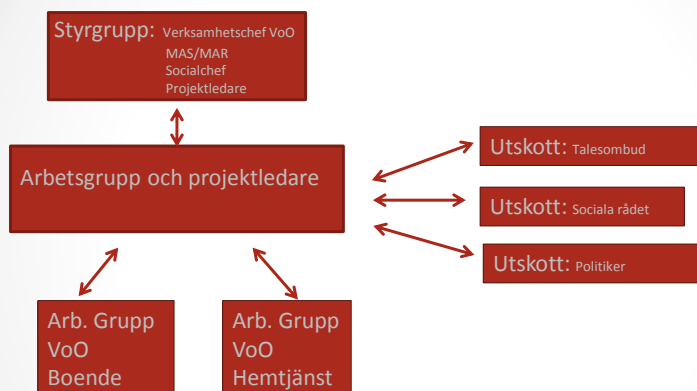 Styrgrupp: Verksamhetschef VoO
MAS/MAR
Socialchef
Projektledare
Arbetsgrupp och projektledare
Utskott: Talesombud
Utskott: Sociala rådet
Utskott: Politiker
Arb. Grupp
VoO
Boende
Arb. Grupp
VoO
Hemtjänst